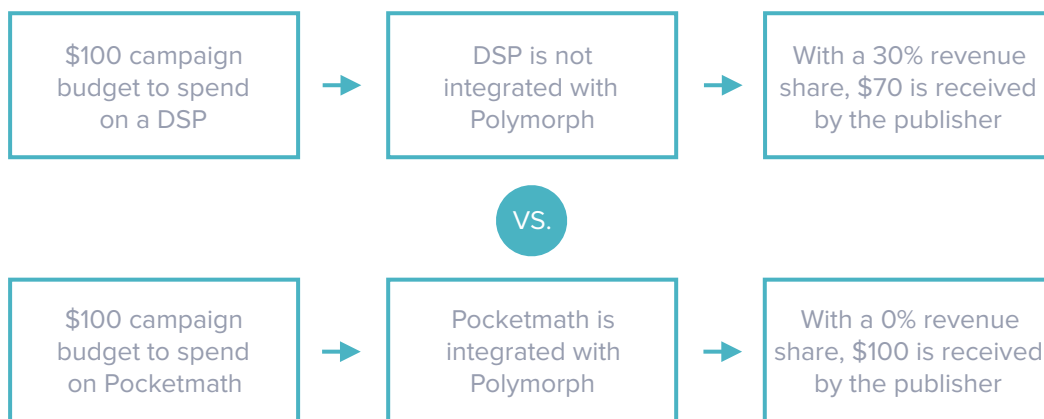 $100 campaign
budget to spend
on a DSP
DSP is not
integrated with
Polymorph
With a 30% revenue
share, $70 is received
by the publisher
VS.
$100 campaign
budget to spend
on Pocketmath
Pocketmath is
integrated with
Polymorph
With a 0% revenue
share, $100 is received
by the publisher